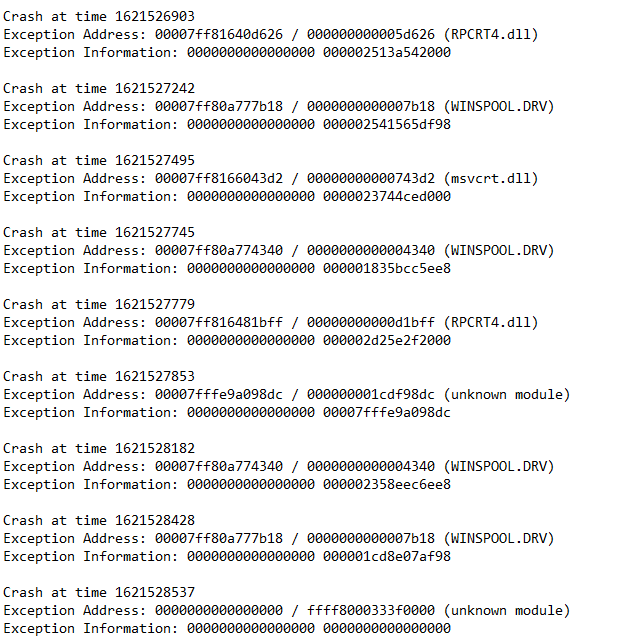 Crash at time 1621526903
Exception Address: 00007ff81640d626 / 000000000005d626 (RPCRT4.dll)
Exception Information: 0000000000000000 000002513a542000
Crash at time 1621527242
Exception Address: 00007ff80a777b18 / 0000000000007b18 (WINSPOOL.DRV)
Exception Information: 0000000000000000 000002541565df98
Crash at time 1621527495
Exception Address: 00007ff8166043d2 / 00000000000743d2 (msvcrt.dll)
Exception Information: 0000000000000000 0000023744ced000
Crash at time 1621527745
Exception Address: 00007ff80a774340 / 0000000000004340 (WINSPOOL.DRV)
Exception Information: 0000000000000000 000001835bcc5ee8
Crash at time 1621527779
Exception Address: 00007ff816481bff / 00000000000d1bff (RPCRT4.dll)
Exception Information: 0000000000000000 000002d25e2f2000
Crash at time 1621527853
Exception Address: 00007fffe9a098dc / 000000001cdf98dc (unknown module)
Exception Information: 0000000000000000 00007fffe9a098dc
Crash at time 1621528182
Exception Address: 00007ff80a774340 / 0000000000004340 (WINSPOOL.DRV)
Exception Information: 0000000000000000 000002358eec6ee8
Crash at time 1621528428
Exception Address: 00007ff80a777b18 / 0000000000007b18 (WINSPOOL.DRV)
Exception Information: 0000000000000000 000001cd8e07af98
Crash at time 1621528537
Exception Address: 0000000000000000 / ffff8000333f0000 (unknown module)
Exception Information: 0000000000000000 0000000000000000